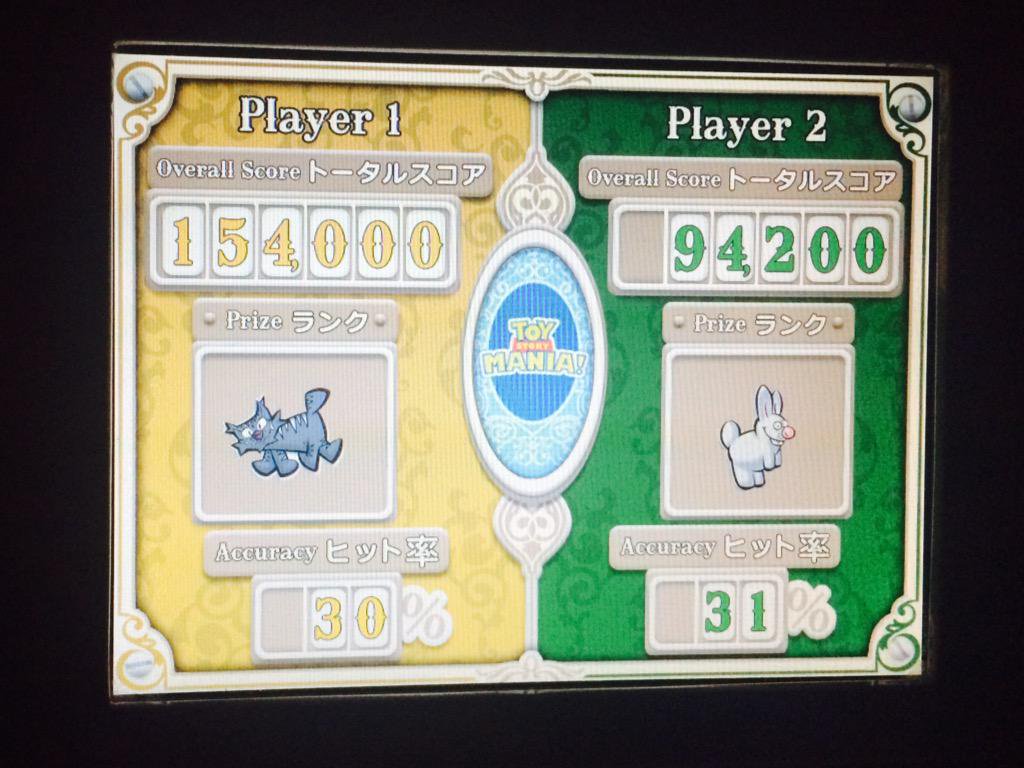 Player 1
Overall Score トータルスコア
154,000
Prize ランク
Accuracy ヒット率
30%
TOY
STORY
MANIA!
Player 2
Overall Score トータルスコア
94,200
Prize ランク
Accuracy ヒット率
31%